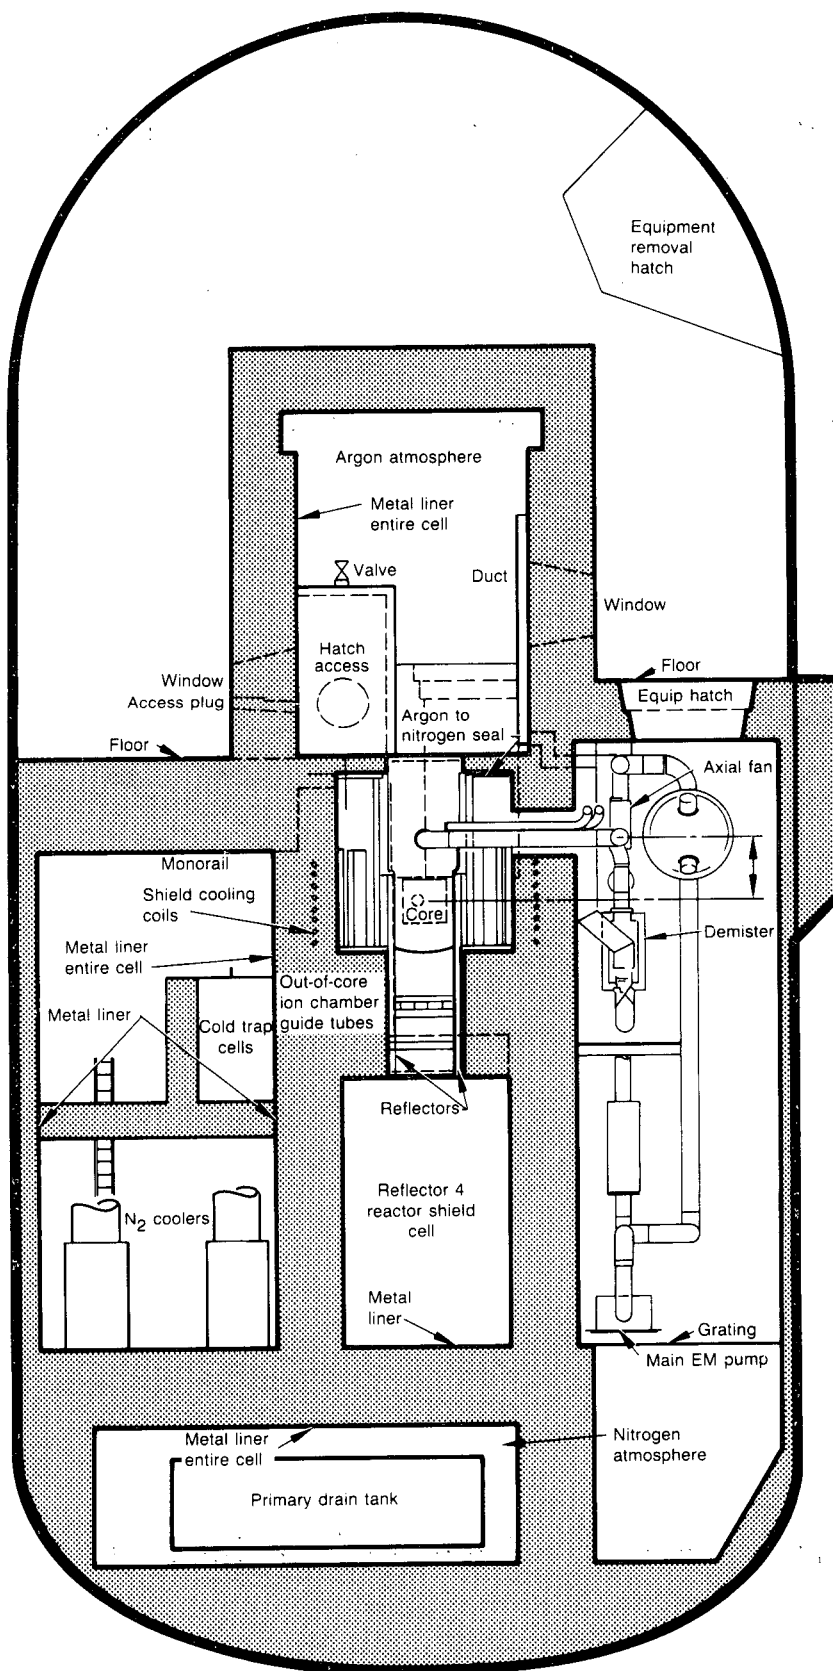 Equipment
removal
hatch
Argon atmosphere
Metal liner
entire cell
Valve
Duct
Window
Hatch
access
Window
Access plug
Floor
Equip hatch
Argon to
nitrogen seal
Floor
Axial fan
Monorail
Shield cooling
coils
Core
Demister
Metal liner
entire cell
Out-of-core
ion chamber
guide tubes
Metal liner
Cold trap
cells
Reflectors
Reflector 4
reactor shield
cell
N2 coolers
Metal
liner
Grating
Main EM pump
Metal liner
entire cell
Nitrogen
atmosphere
Primary drain tank